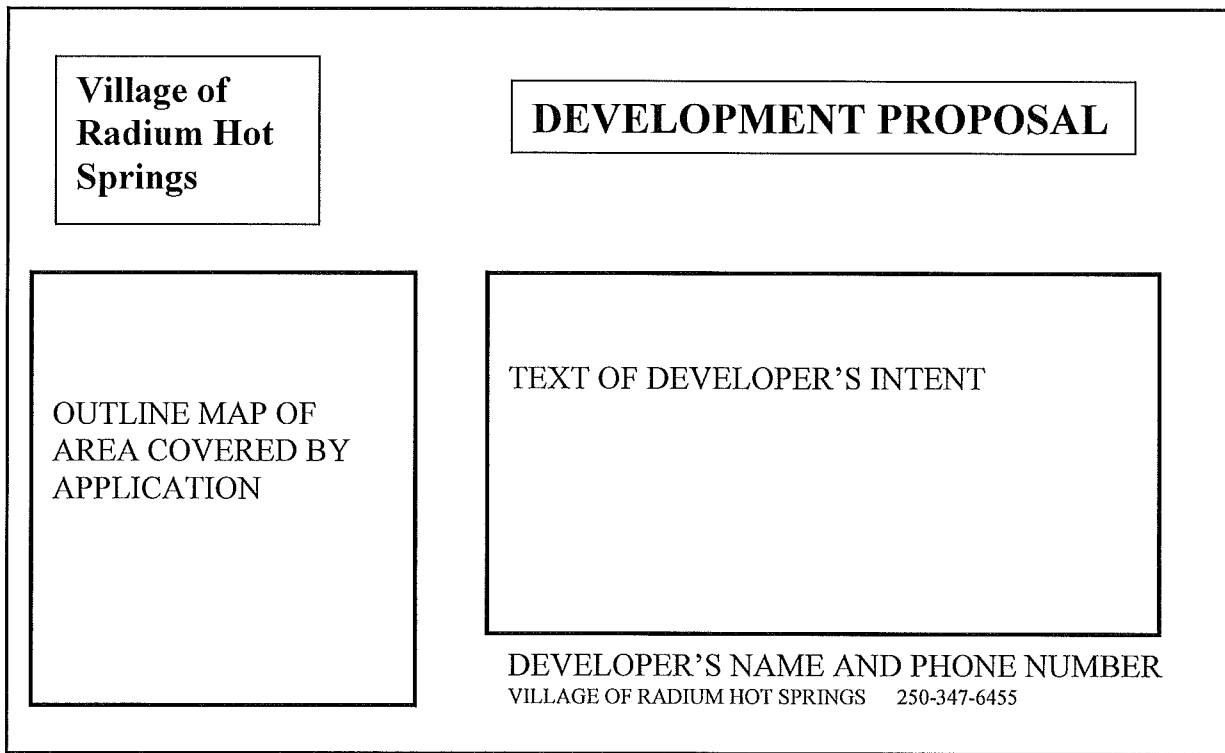 Village of
Radium Hot
Springs
DEVELOPMENT PROPOSAL
OUTLINE MAP OF
AREA COVERED BY
APPLICATION
TEXT OF DEVELOPER'S INTENT
DEVELOPER'S NAME AND PHONE NUMBER
VILLAGE OF RADIUM HOT SPRINGS 250-347-6455